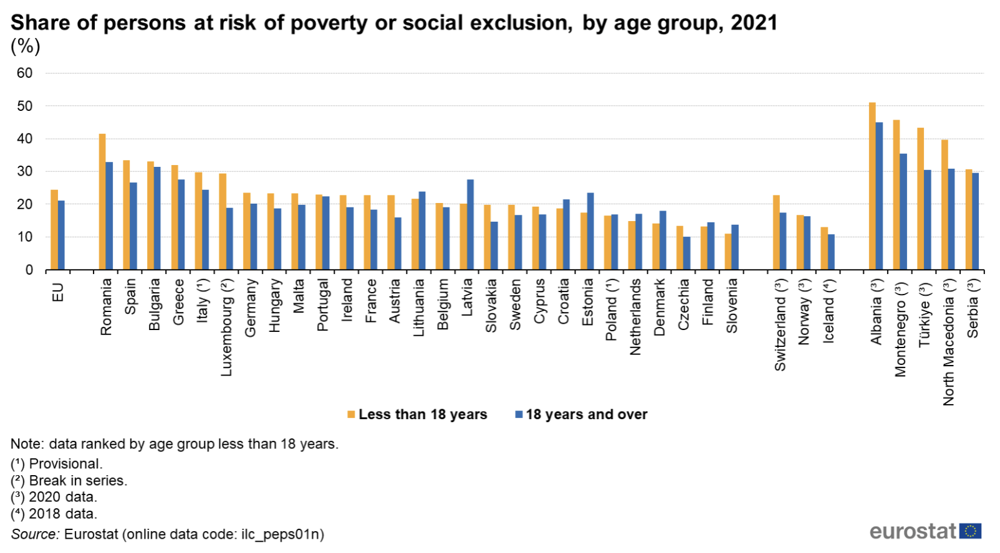 Share of persons at risk of poverty or social exclusion, by age group, 2021
(%)
60
50
40
30
20
10
0
EU
Romania
Spain
Bulgaria
Greece
Italy (¹)
Luxembourg (²)
Germany
Hungary
Malta
Portugal
Ireland
France
Austria
Lithuania
Belgium
Latvia
Slovakia
Sweden
Cyprus
Croatia
Estonia
Poland (¹)
Netherlands
Denmark
Czechia
Finland
Slovenia
Switzerland (³)
Norway (³)
Iceland (⁴)
Albania (³)
Montenegro (³)
Türkiye (³)
North Macedonia (³)
Serbia (³)
Less than 18 years
18 years and over
Note: data ranked by age group less than 18 years.
(¹) Provisional.
(²) Break in series.
(³) 2020 data.
(⁴) 2018 data.
Source: Eurostat (online data code: ilc_peps01n)
eurostat